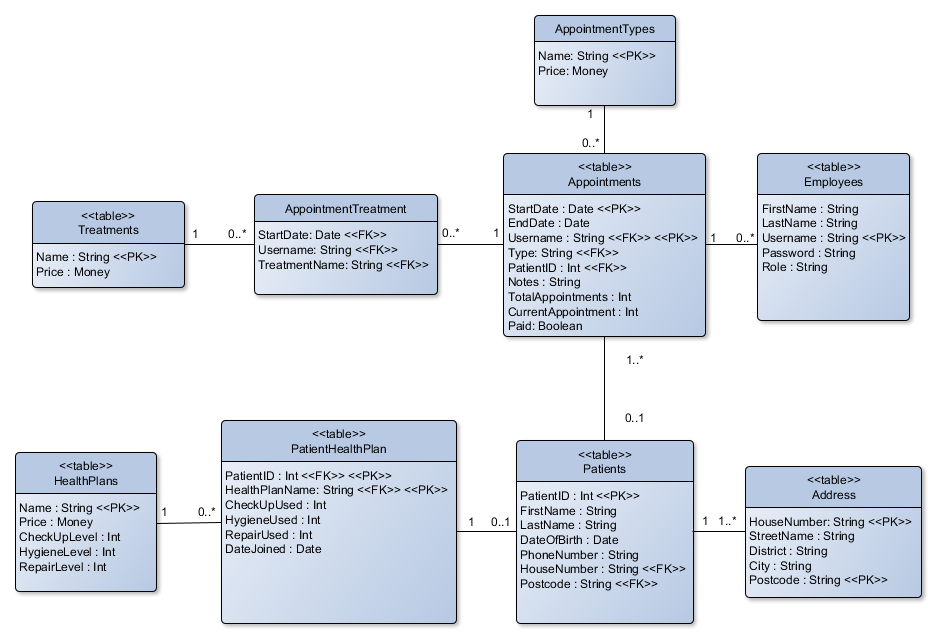 AppointmentTypes
Name: String <<PK>>
Price: Money
1
0..*
<<table>>
Treatments
Name : String <<PK>>
Price : Money
1
0..*
AppointmentTreatment
StartDate: Date <<FK>>
Username: String <<FK>>
TreatmentName: String <<FK>>
0..*
1
<<table>>
Appointments
StartDate : Date <<PK>>
EndDate : Date
Username : String <<FK>> <<PK>>
Type: String <<FK>>
PatientID : Int <<FK>>
Notes : String
TotalAppointments : Int
CurrentAppointment : Int
Paid: Boolean
1
0..*
<<table>>
Employees
FirstName : String
LastName : String
Username : String <<PK>>
Password : String
Role : String
1..*
0..1
<<table>>
HealthPlans
Name : String <<PK>>
Price : Money
CheckUpLevel : Int
HygieneLevel : Int
RepairLevel : Int
1
0..*
<<table>>
PatientHealthPlan
PatientID : Int <<FK>> <<PK>>
HealthPlanName: String <<FK>> <<PK>>
CheckUpUsed : Int
HygieneUsed : Int
RepairUsed : Int
DateJoined : Date
1
0..1
<<table>>
Patients
PatientID : Int <<PK>>
FirstName : String
LastName : String
DateOfBirth : Date
PhoneNumber : String
HouseNumber : String <<FK>>
Postcode : String <<FK>>
1
1..*
<<table>>
Address
HouseNumber: String <<PK>>
StreetName : String
District : String
City : String
Postcode : String <<PK>>